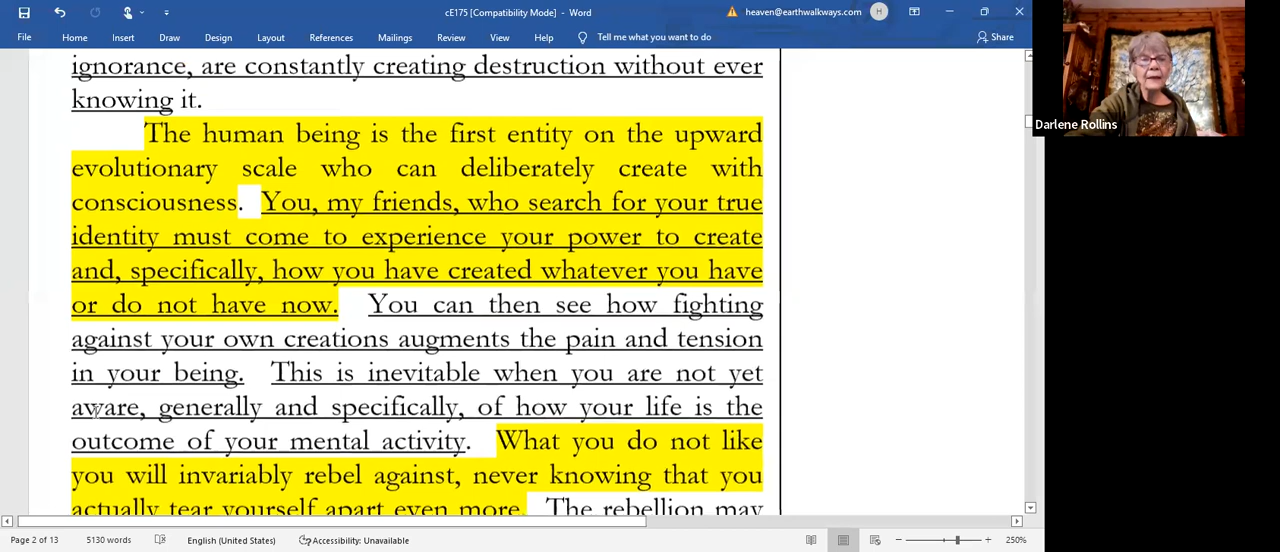 cE175 [Compatibility Mode] - Word
heaven@earthwalkways.com
H
File Home Insert Draw Design Layout References Mailings Review View Help Tell me what you want to do Share
ignorance, are constantly creating destruction without ever
knowing it.
The human being is the first entity on the upward
evolutionary scale who can deliberately create with
consciousness. You, my friends, who search for your true
identity must come to experience your power to create
and, specifically, how you have created whatever you have
or do not have now. You can then see how fighting
against your own creations augments the pain and tension
in your being. This is inevitable when you are not yet
aware, generally and specifically, of how your life is the
outcome of your mental activity. What you do not like
you will invariably rebel against, never knowing that you
actually tear yourself apart even more. The rebellion may
Page 2 of 13 5130 words English (United States) Accessibility: Unavailable 250%
Darlene Rollins